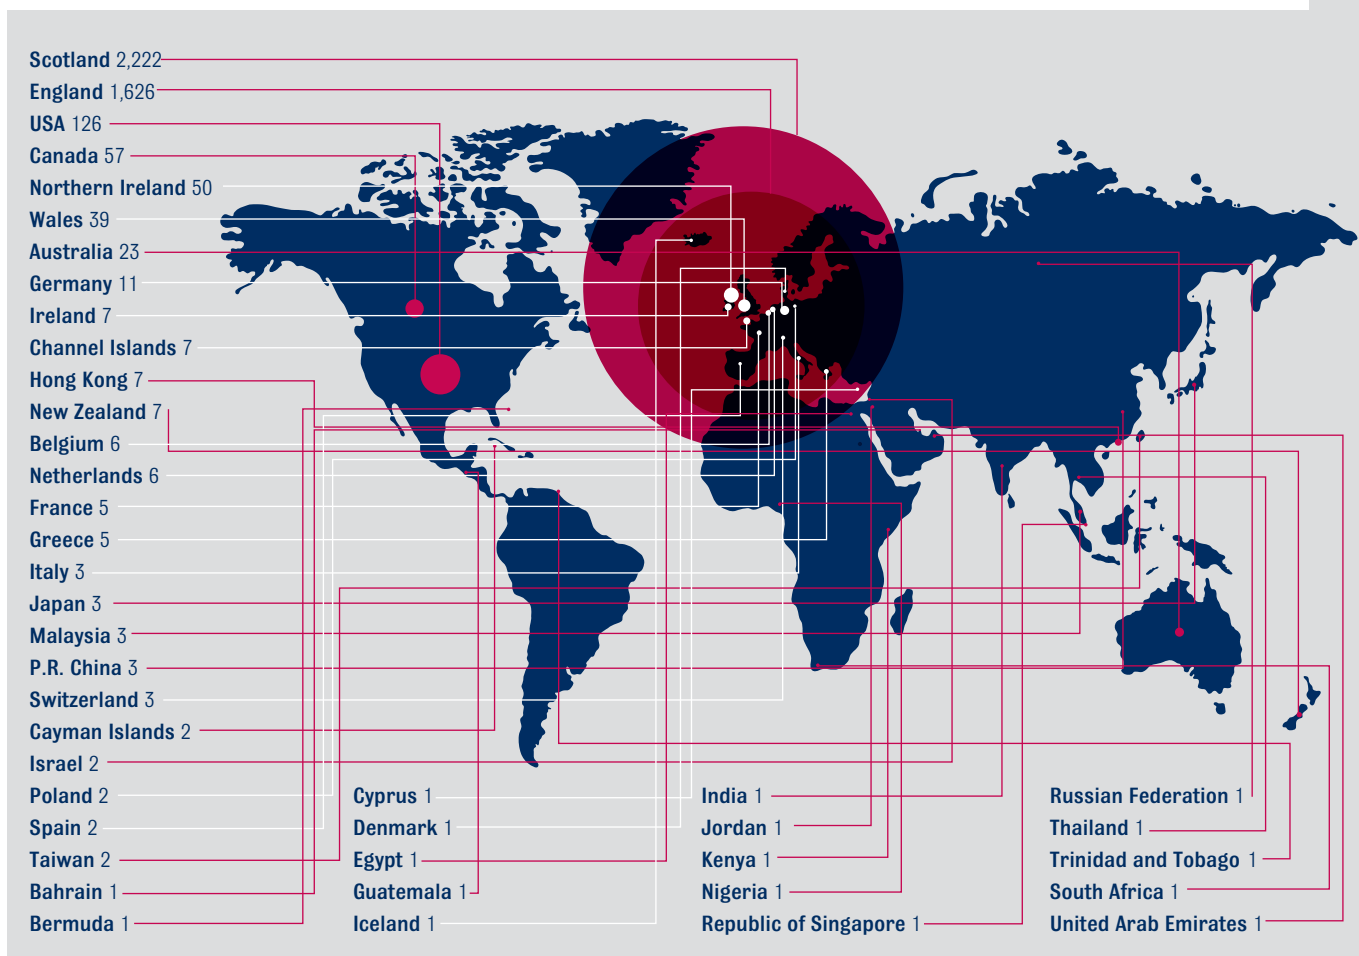 Scotland 2,222
England 1,626
USA 126
Canada 57
Northern Ireland 50
Wales 39
Australia 23
Germany 11
Ireland 7
Channel Islands 7
Hong Kong 7
New Zealand 7
Belgium 6
Netherlands 6
France 5
Greece 5
Italy 3
Japan 3
Malaysia 3
P.R. China 3
Switzerland 3
Cayman Islands 2
Israel 2
Poland 2
Spain 2
Taiwan 2
Bahrain 1
Bermuda 1
Cyprus 1
Denmark 1
Egypt 1
Guatemala 1
Iceland 1
India 1
Jordan 1
Kenya 1
Nigeria 1
Republic of Singapore 1
Russian Federation 1
Thailand 1
Trinidad and Tobago 1
South Africa 1
United Arab Emirates 1